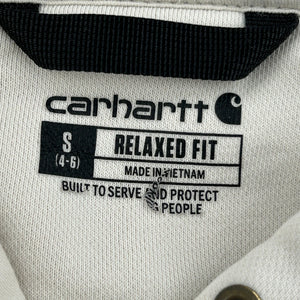 carhartt
S RELAXED FIT
(4-6) MADE IN VIETNAM
BUILT TO SERVE AND PROTECT
PEOPLE